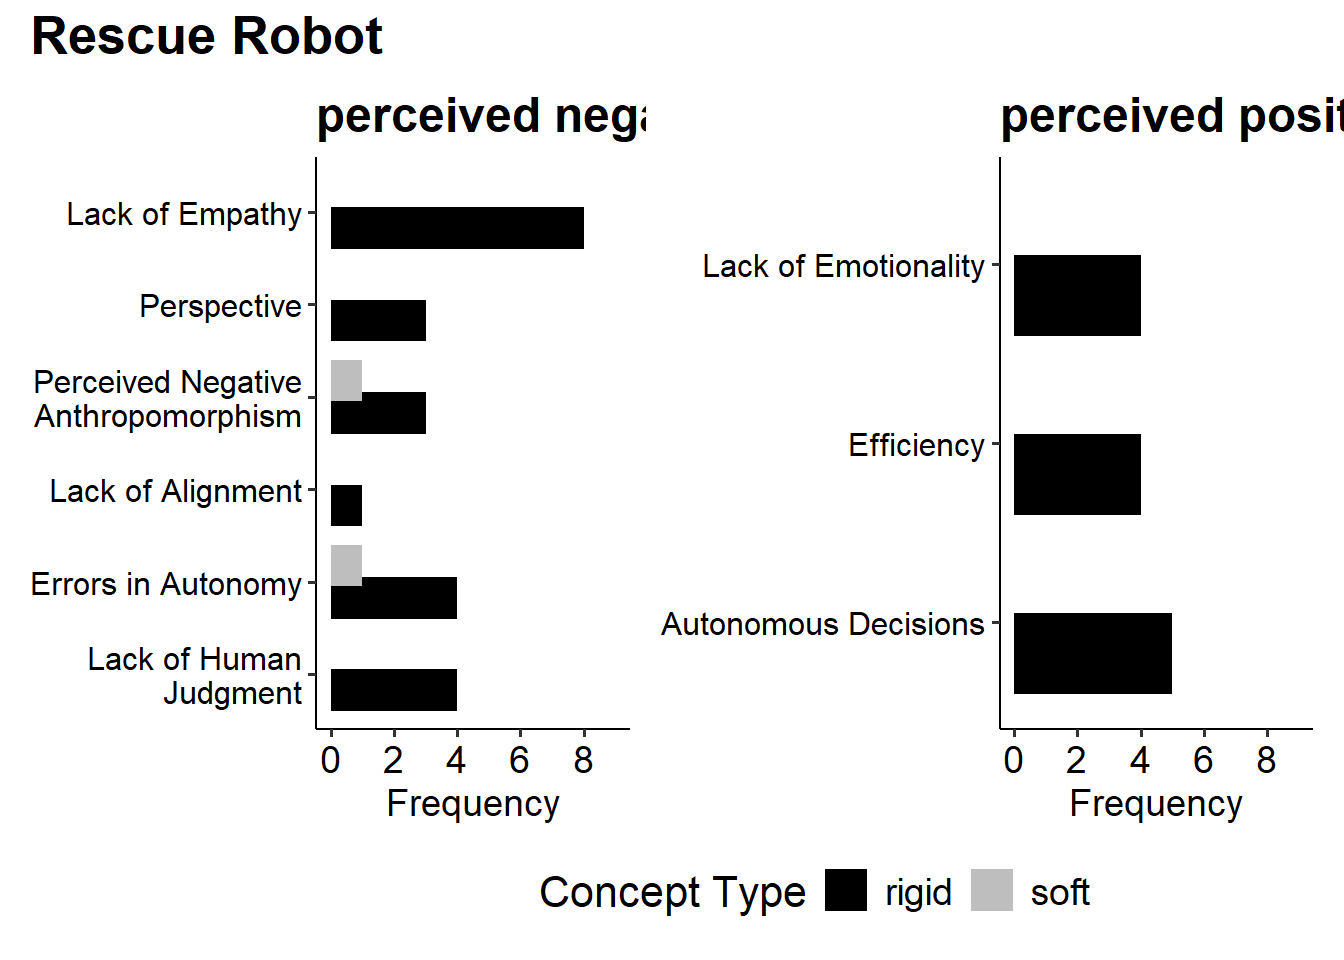 Rescue Robot
perceived nega
Lack of Empathy
Perspective
Perceived Negative
Anthropomorphism
Lack of Alignment
Errors in Autonomy
Lack of Human
Judgment
0 2 4 6 8
Frequency
perceived posit
Lack of Emotionality
Efficiency
Autonomous Decisions
0 2 4 6 8
Frequency
Concept Type rigid soft